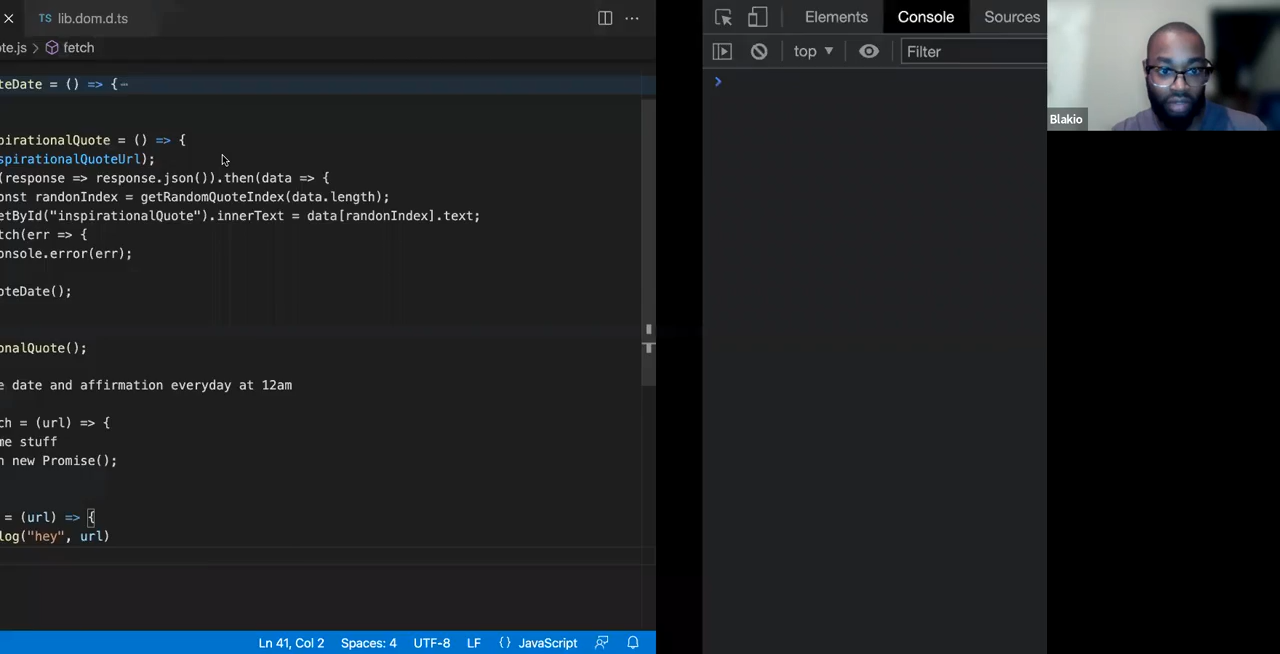 TS lib.dom.d.ts
ote.js > fetch
teDate = () => {
pirationalQuote = () => {
spirationalQuoteUrl);
(response => response.json()).then(data => {
onst randonIndex = getRandomQuoteIndex(data.length);
etById("inspirationalQuote").innerText = data[randonIndex].text;
tch(err => {
onsole.error(err);
oteDate();
onalQuote();
e date and affirmation everyday at 12am
ch = (url) => {
me stuff
n new Promise();
= (url) => {
log("hey", url)
Ln 41, Col 2 Spaces: 4 UTF-8 LF {} JavaScript
Elements Console Sources
top Filter
Blakio